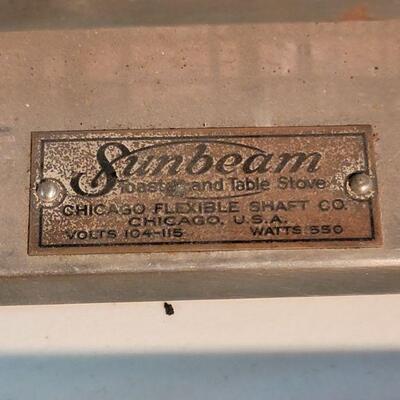 Sunbeam
Toaster and Table Stove
CHICAGO FLEXIBLE SHAFT CO.
CHICAGO, U.S.A.
VOLTS 104-115 WATTS 550